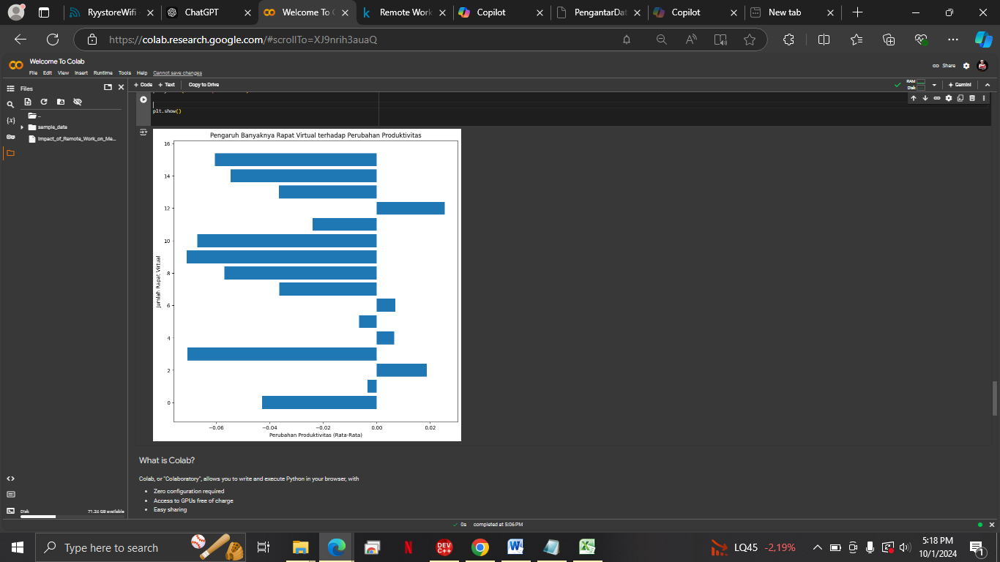 RyystoreWifi
ChatGPT
Welcome To C
Remote Work
Copilot
PengantarDat
Copilot
New tab
https://colab.research.google.com/#scrollTo=XJ9nrih3auaQ
Welcome To Colab
File Edit View Insert Runtime Tools Help Cannot save changes
Share
Files
+ Code + Text Copy to Drive
RAM
Disk
Gemini
{x}
..
sample_data
Impact_of_Remote_Work_on_Me...
plt.show()
Pengaruh Banyaknya Rapat Virtual terhadap Perubahan Produktivitas
16
14
12
10
8
6
4
2
0
Jumlah Rapat Virtual
−0.06 −0.04 −0.02 0.00 0.02
Perubahan Produktivitas (Rata-Rata)
What is Colab?
Colab, or "Colaboratory", allows you to write and execute Python in your browser, with
• Zero configuration required
• Access to GPUs free of charge
• Easy sharing
Disk 71.24 GB available
0s completed at 5:06 PM
Type here to search
N
DEV C++
W
X
LQ45 -2,19%
5:18 PM
10/1/2024
1